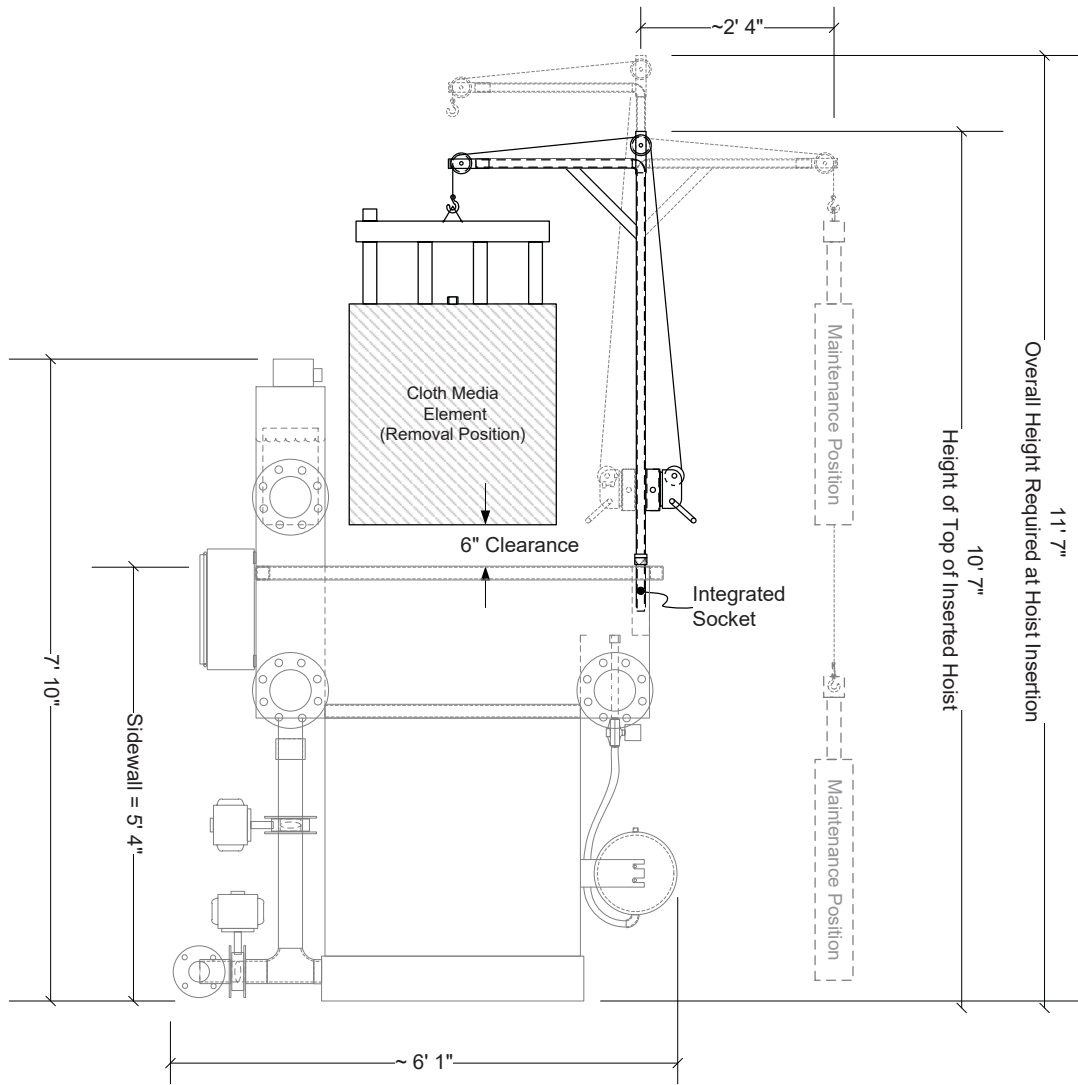 ~2' 4"
Cloth Media
Element
(Removal Position)
6" Clearance
Integrated
Socket
Maintenance Position
Maintenance Position
7' 10"
Sidewall = 5' 4"
10' 7"
Height of Top of Inserted Hoist
11' 7"
Overall Height Required at Hoist Insertion
~ 6' 1"